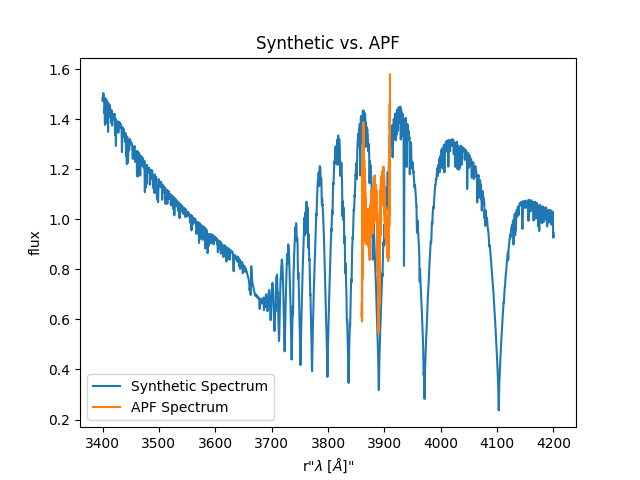 Synthetic vs. APF
1.6
1.4
1.2
1.0
0.8
0.6
0.4
0.2
flux
Synthetic Spectrum
APF Spectrum
3400 3500 3600 3700 3800 3900 4000 4100 4200
r"λ [Å]"